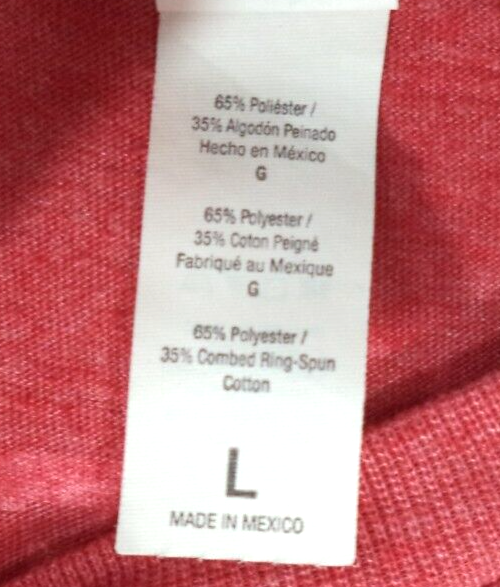 65% Poliéster /
35% Algodón Peinado
Hecho en México
G
65% Polyester /
35% Coton Peigné
Fabriqué au Mexique
G
65% Polyester /
35% Combed Ring-Spun
Cotton
L
MADE IN MEXICO